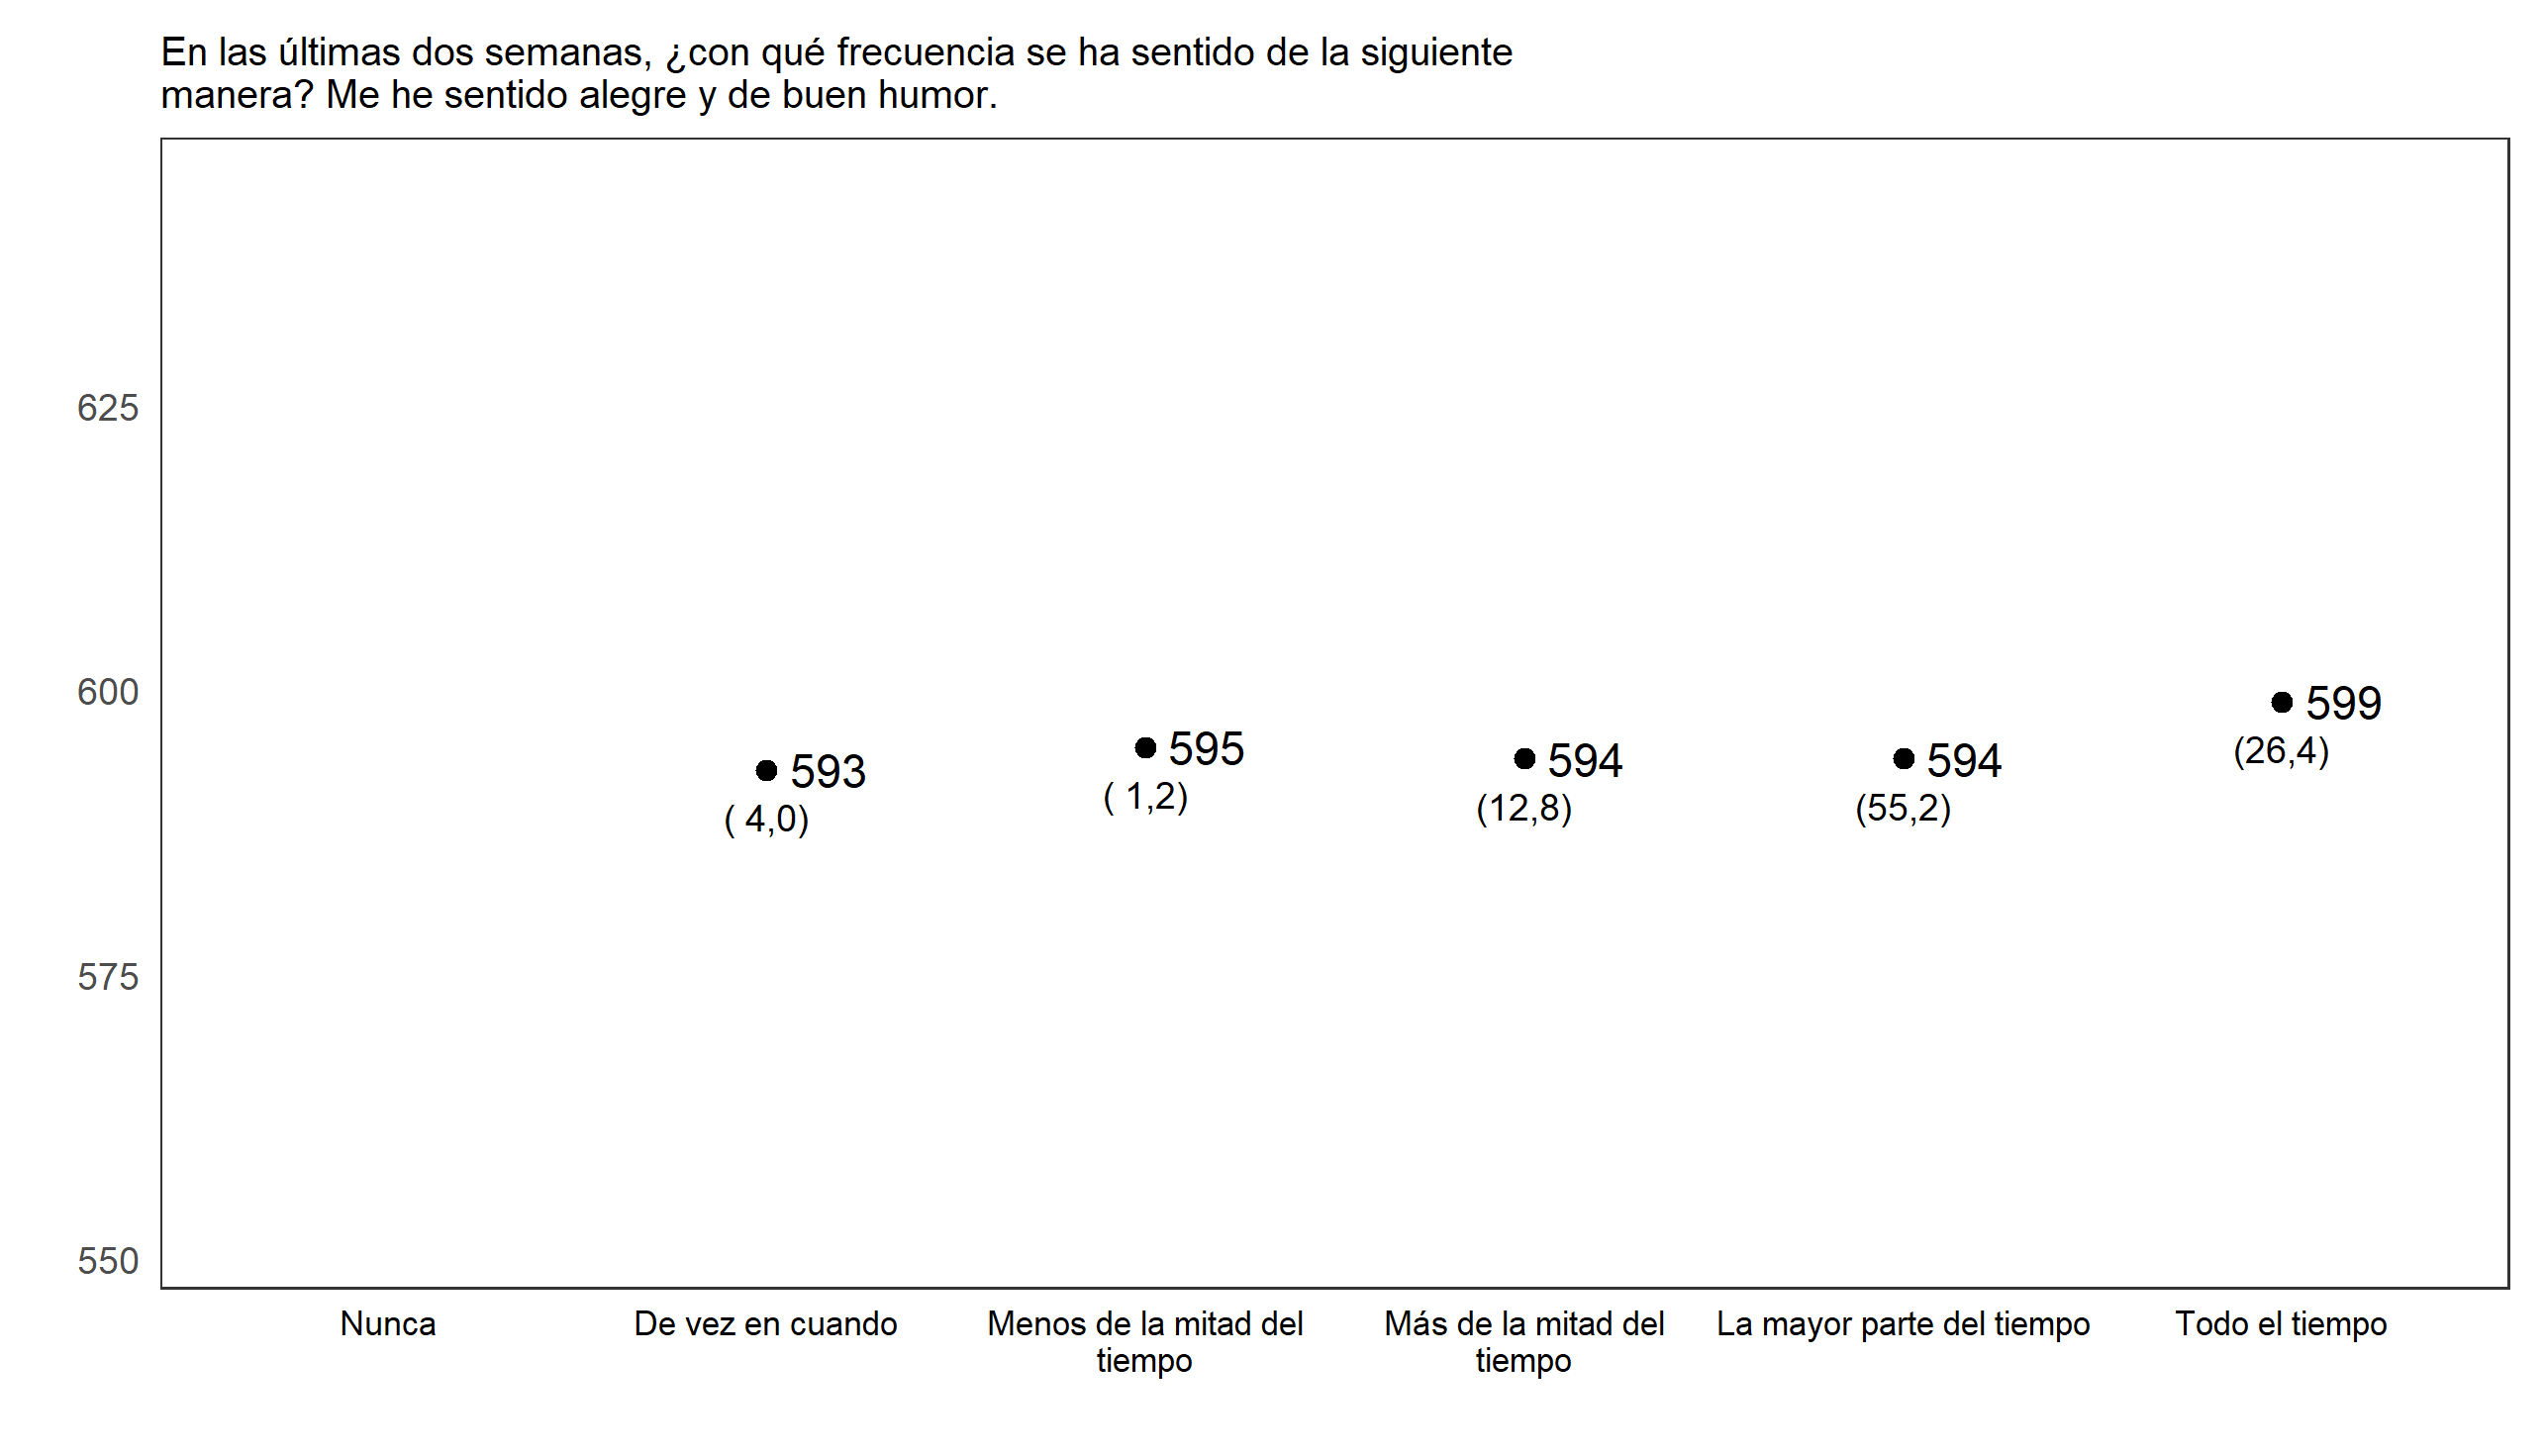 En las últimas dos semanas, ¿con qué frecuencia se ha sentido de la siguiente
manera? Me he sentido alegre y de buen humor.
625
600
575
550
593
( 4,0)
595
( 1,2)
594
(12,8)
594
(55,2)
599
(26,4)
Nunca
De vez en cuando
Menos de la mitad del
tiempo
Más de la mitad del
tiempo
La mayor parte del tiempo
Todo el tiempo